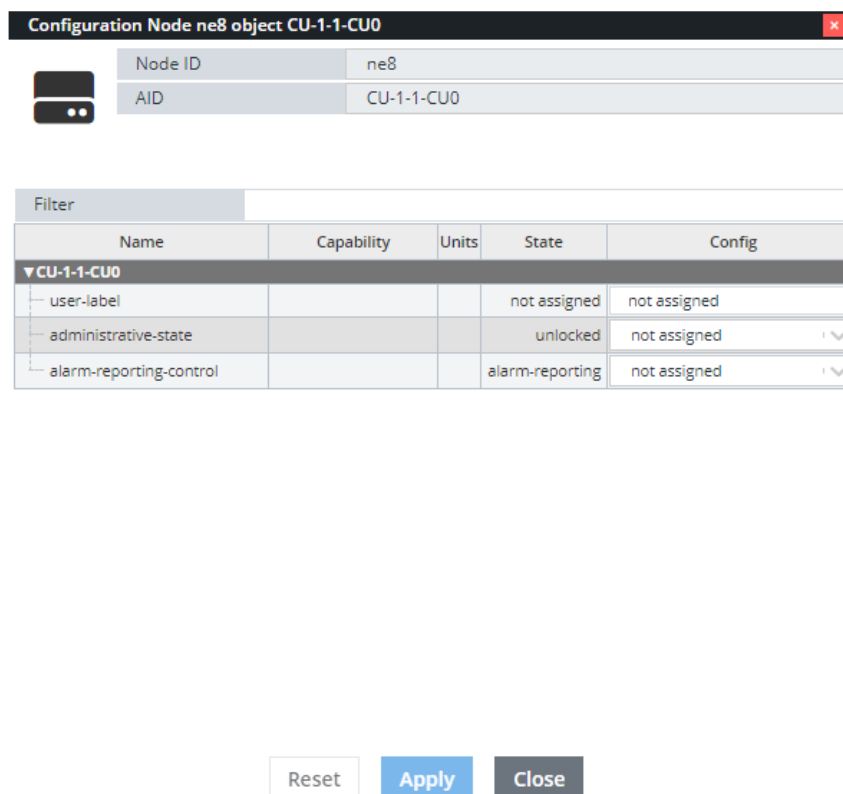 Configuration Node ne8 object CU-1-1-CU0 ×
Node ID ne8
AID CU-1-1-CU0
Filter
Name Capability Units State Config
▼CU-1-1-CU0
user-label not assigned not assigned
administrative-state unlocked not assigned
alarm-reporting-control alarm-reporting not assigned
Reset Apply Close